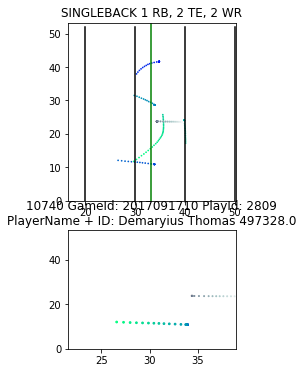 SINGLEBACK 1 RB, 2 TE, 2 WR
50
40
30
20
10
0
20 30 40 50
10740 GameId: 2017091710 PlayId: 2809
PlayerName + ID: Demaryius Thomas 497328.0
40
20
0
25 30 35